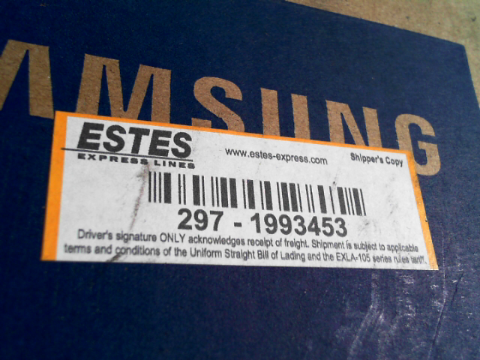 SAMSUNG
ESTES
EXPRESS LINES
www.estes-express.com
Shipper's Copy
297 - 1993453
Driver's signature ONLY acknowledges receipt of freight. Shipment is subject to applicable
terms and conditions of the Uniform Straight Bill of Lading and the EXLA-105 series rules tariff.